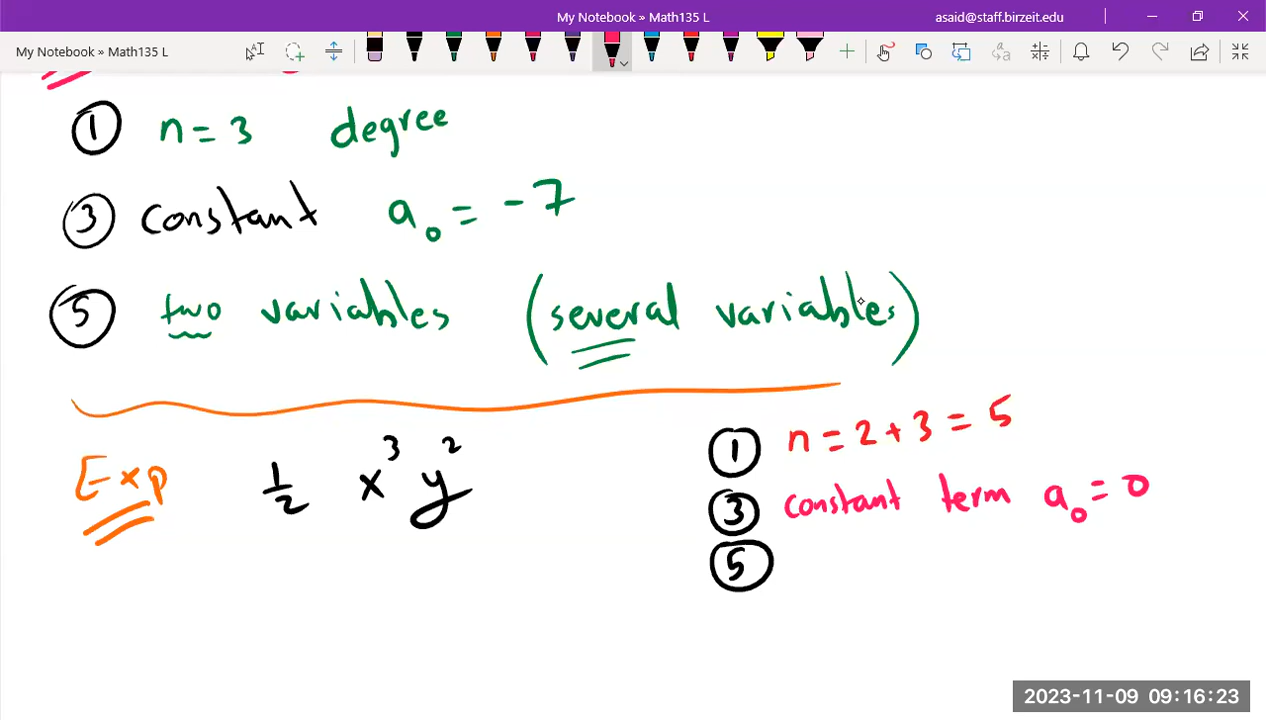 My Notebook » Math135 L
asaid@staff.birzeit.edu
My Notebook » Math135 L
① n = 3 degree
③ constant a₀ = -7
⑤ two variables (several variables)
Exp 1/2 x³ y²
① n = 2 + 3 = 5
③ constant term a₀ = 0
⑤
2023-11-09 09:16:23